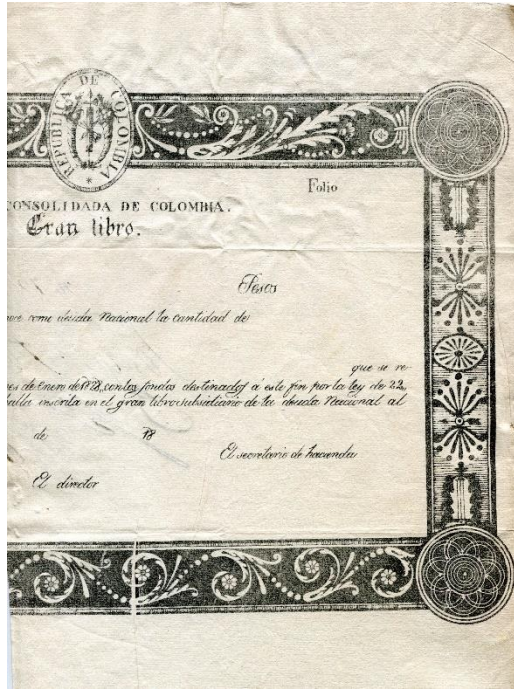 REPUBLICA DE COLOMBIA
Folio
CONSOLIDADA DE COLOMBIA.
Gran libro.
Pesos
como deuda Nacional la cantidad de
que se re-
es de Enero de 1828, con los fondos destinados á este fin por la ley de 22
halla inscrita en el gran libro subsidiario de la deuda Nacional al
de 18
El secretario de hacienda
El director